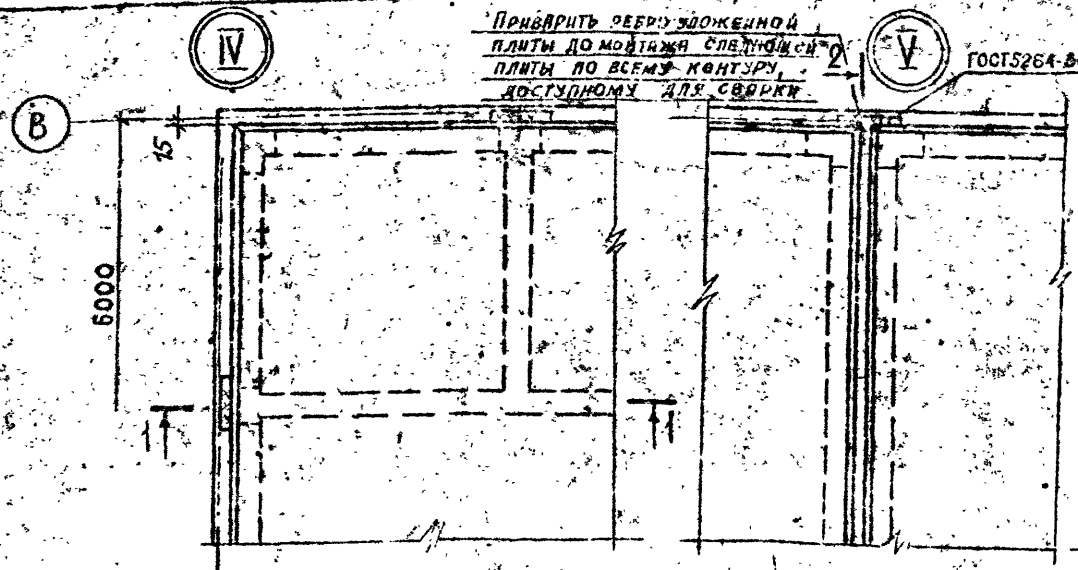 IV
ПРИВАРИТЬ РЕБРО УЛОЖЕННОЙ
ПЛИТЫ ДО МОНТАЖА СЛЕДУЮЩЕЙ
ПЛИТЫ ПО ВСЕМУ КОНТУРУ,
ДОСТУПНОМУ ДЛЯ СВАРКИ
2
V
ГОСТ5264-8
В
15
6000
1
1